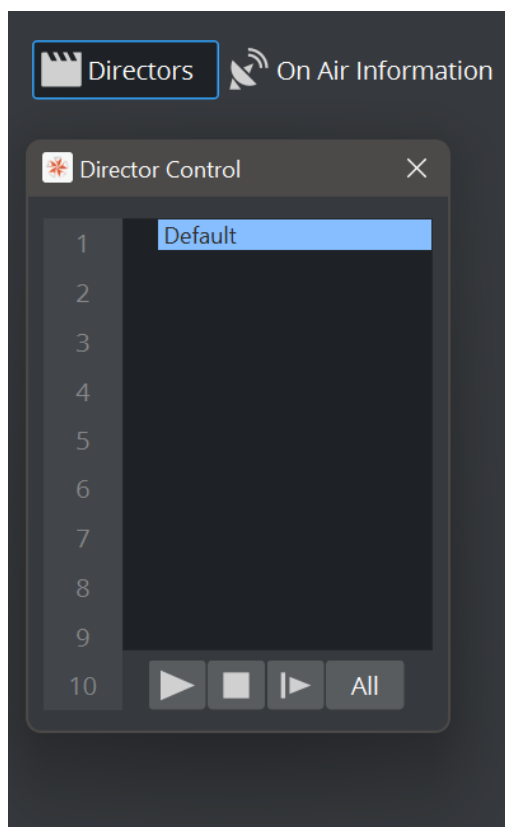 Directors On Air Information
Director Control
1 Default
2
3
4
5
6
7
8
9
10 All